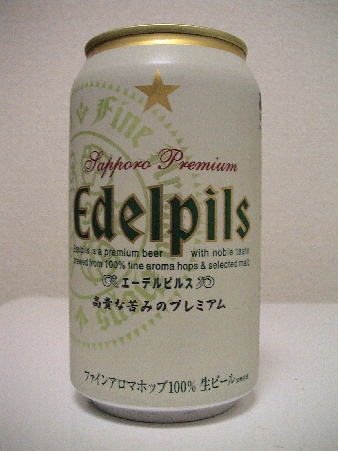 Fine
Sapporo Premium
Edelpils
Edelpils is a premium beer with noble taste
brewed from 100% fine aroma hops & selected malt.
エーデルピルス
高貴な苦みのプレミアム
ファインアロマホップ100% 生ビール